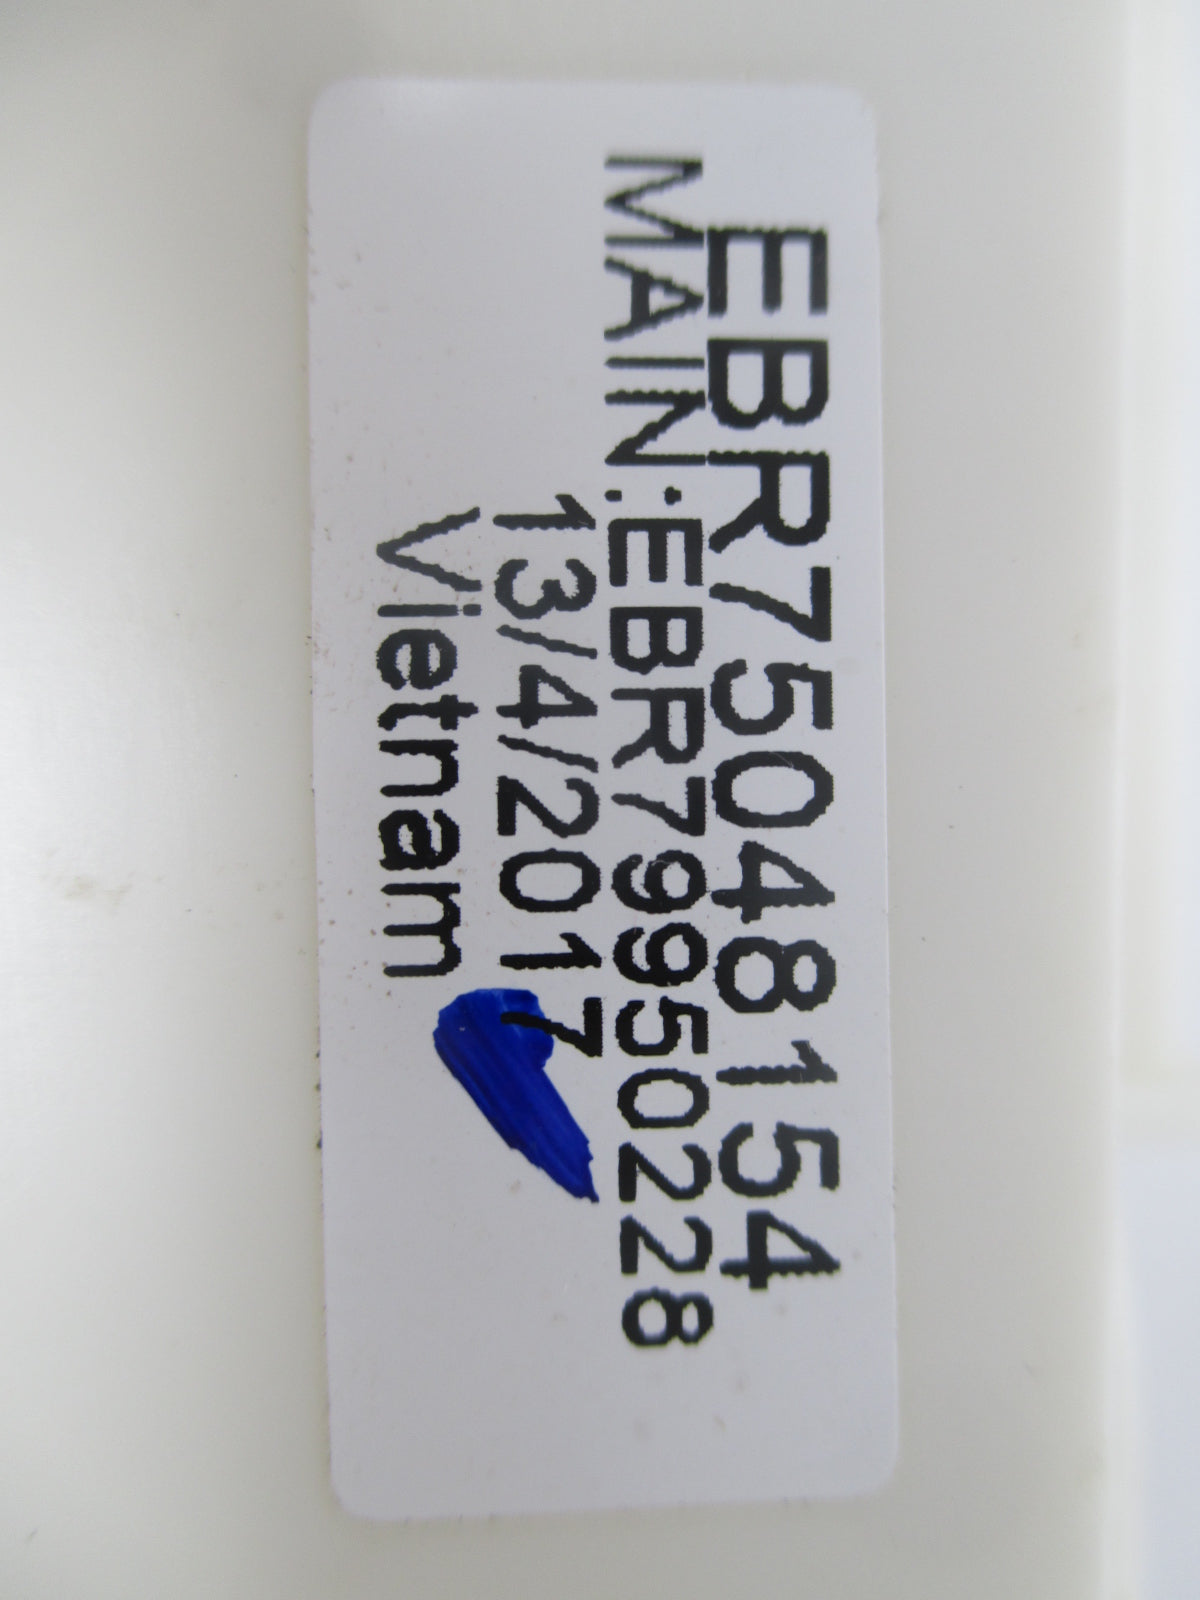 EBR75048154
MAIN:EBR79950228
13/4/2017
Vietnam